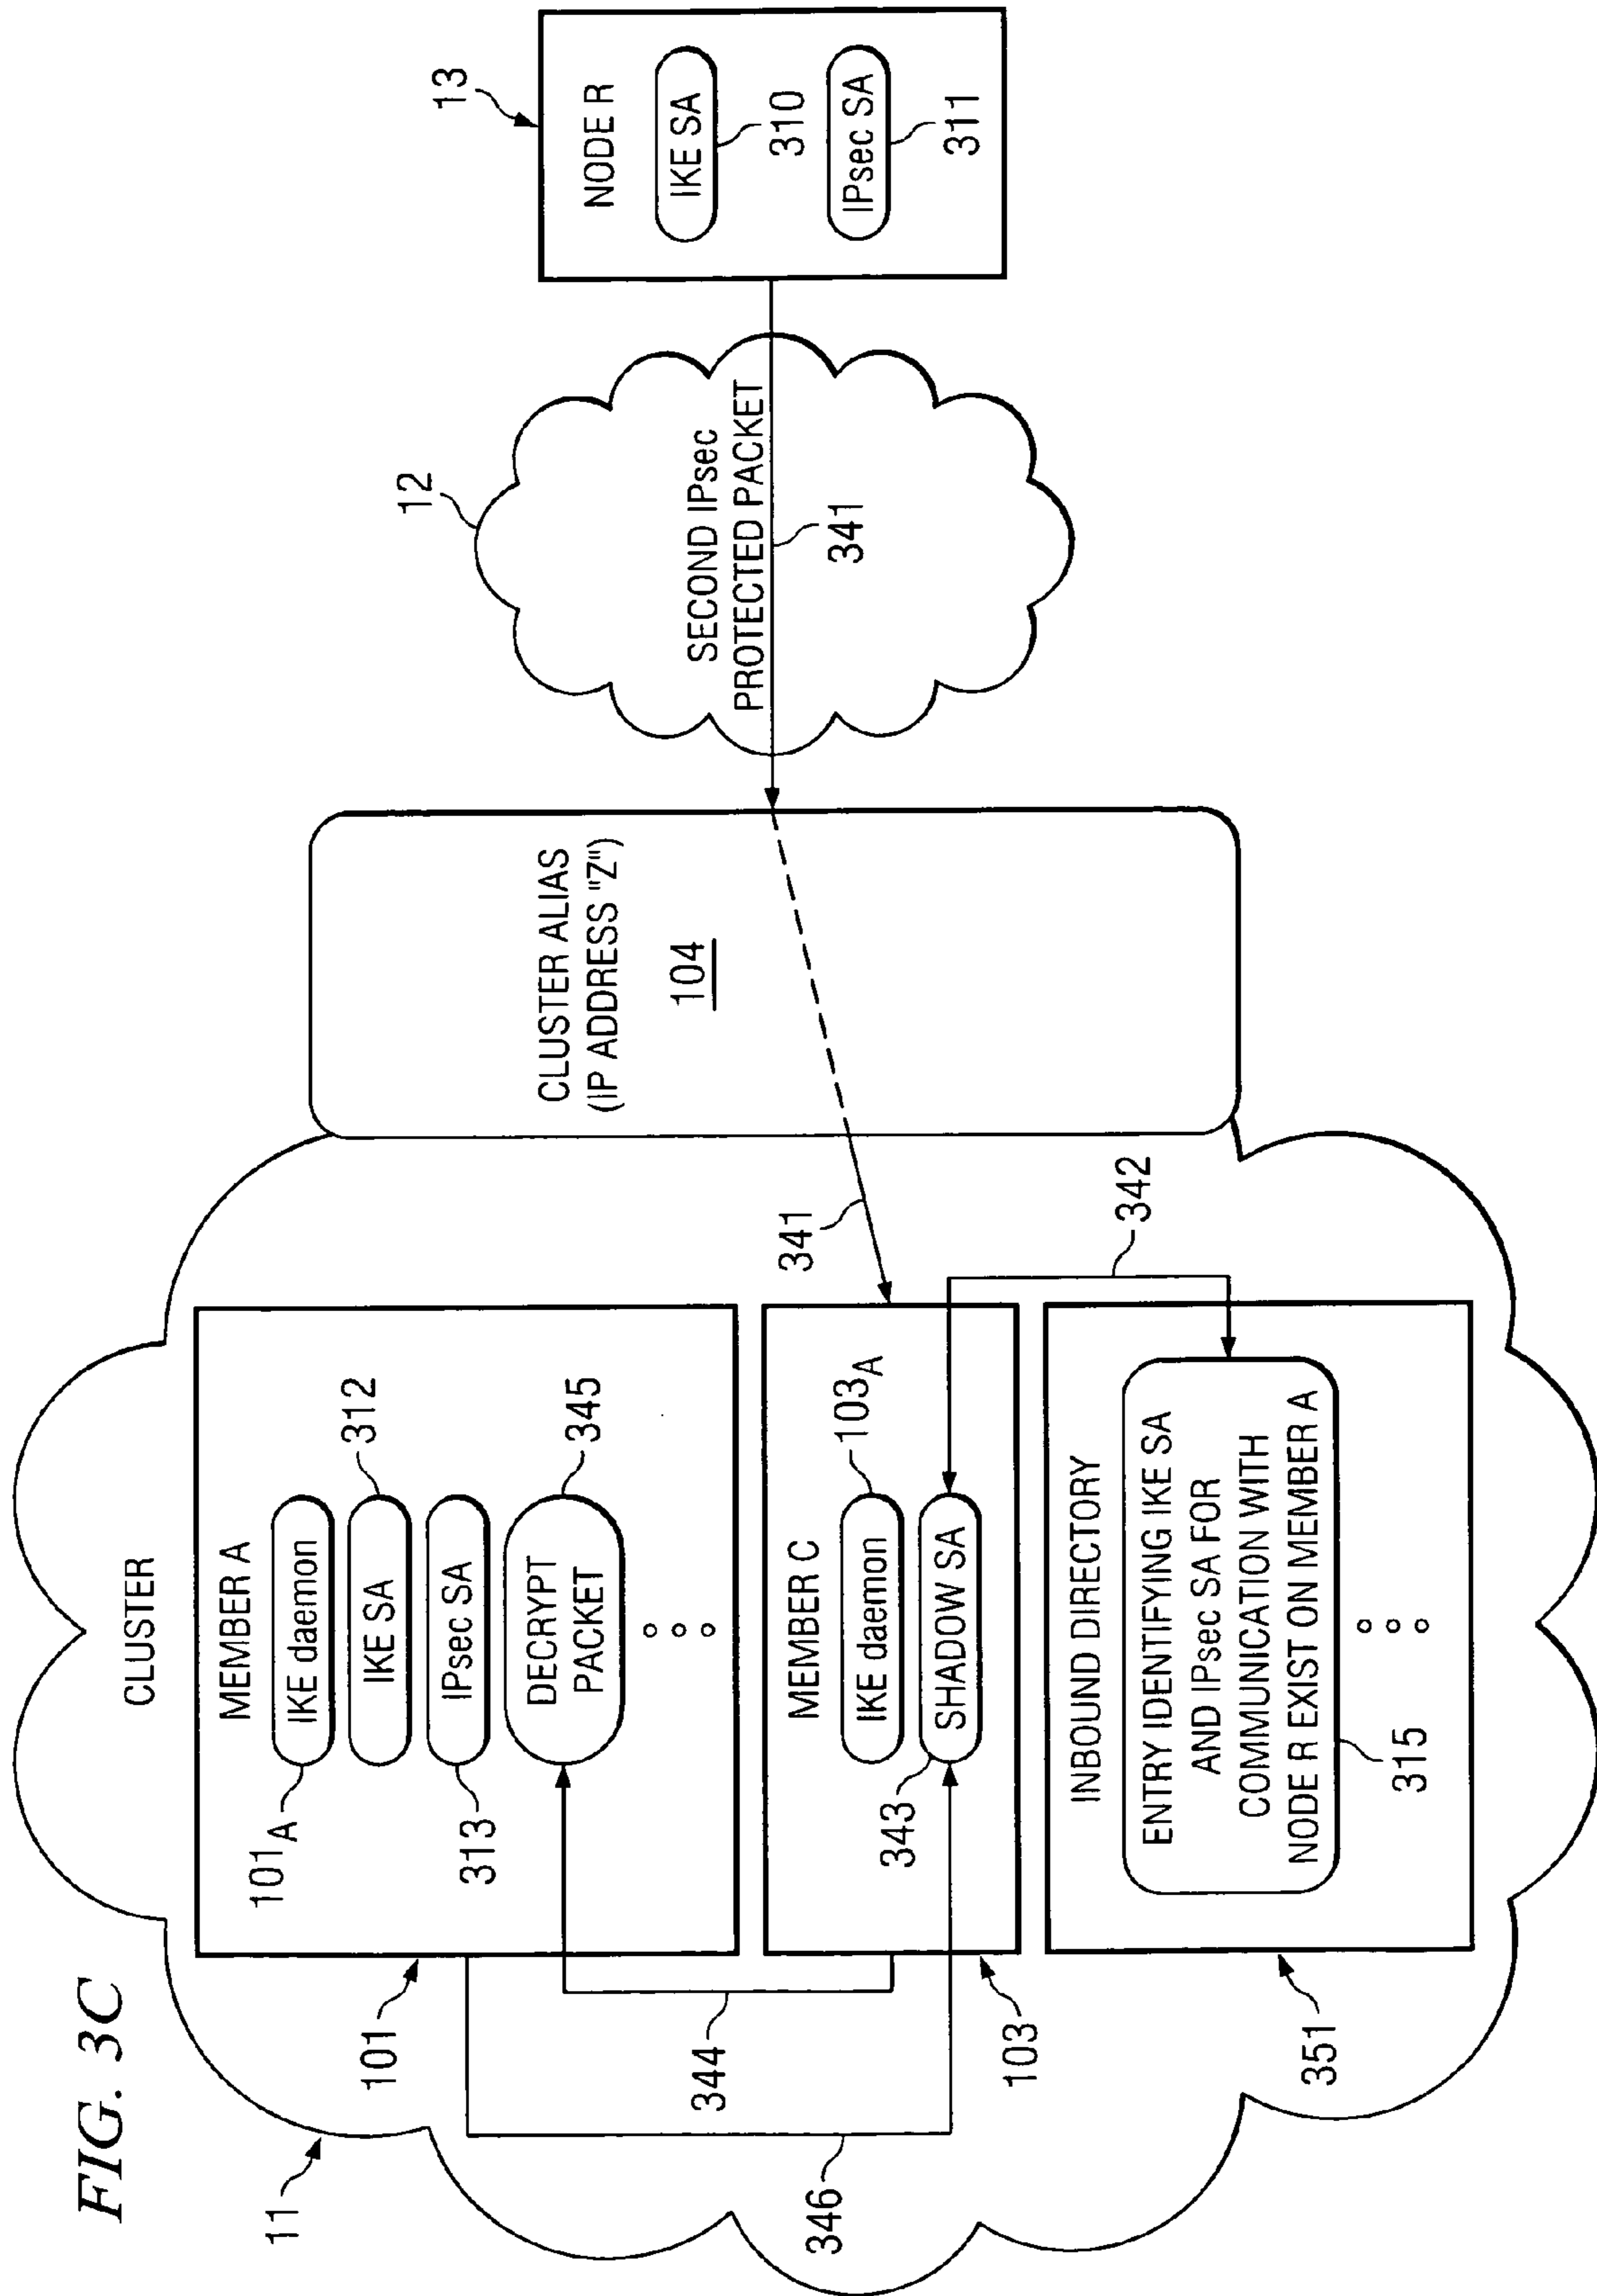 FIG. 3C
11
CLUSTER
MEMBER A
IKE daemon
101A
IKE SA
312
IPsec SA
313
DECRYPT
PACKET
345
101
344
346
MEMBER C
IKE daemon
103A
SHADOW SA
343
103
341
342
INBOUND DIRECTORY
ENTRY IDENTIFYING IKE SA
AND IPsec SA FOR
COMMUNICATION WITH
NODE R EXIST ON MEMBER A
315
351
CLUSTER ALIAS
(IP ADDRESS "Z")
104
12
SECOND IPsec
PROTECTED PACKET
341
13
NODE R
IKE SA
310
IPsec SA
311